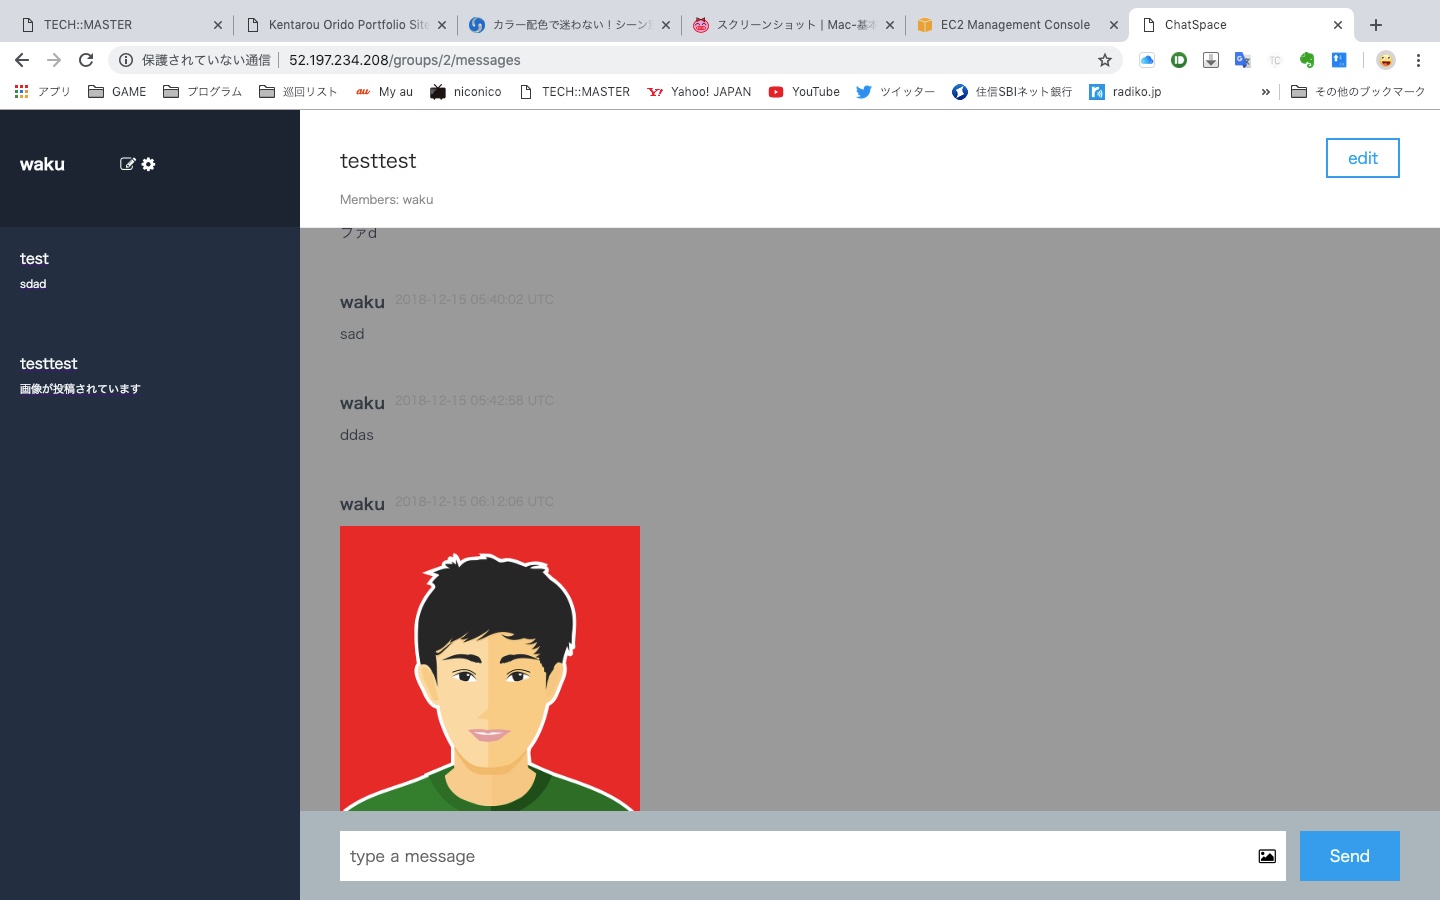 TECH::MASTER
Kentarou Orido Portfolio Site
カラー配色で迷わない！シーン
スクリーンショット | Mac-基本
EC2 Management Console
ChatSpace
保護されていない通信
52.197.234.208/groups/2/messages
アプリ
GAME
プログラム
巡回リスト
My au
niconico
TECH::MASTER
Yahoo! JAPAN
YouTube
ツイッター
住信SBIネット銀行
radiko.jp
»
その他のブックマーク
waku
test
sdad
testtest
画像が投稿されています
testtest
Members: waku
edit
ファd
waku 2018-12-15 05:40:02 UTC
sad
waku 2018-12-15 05:42:58 UTC
ddas
waku 2018-12-15 06:12:06 UTC
type a message
Send